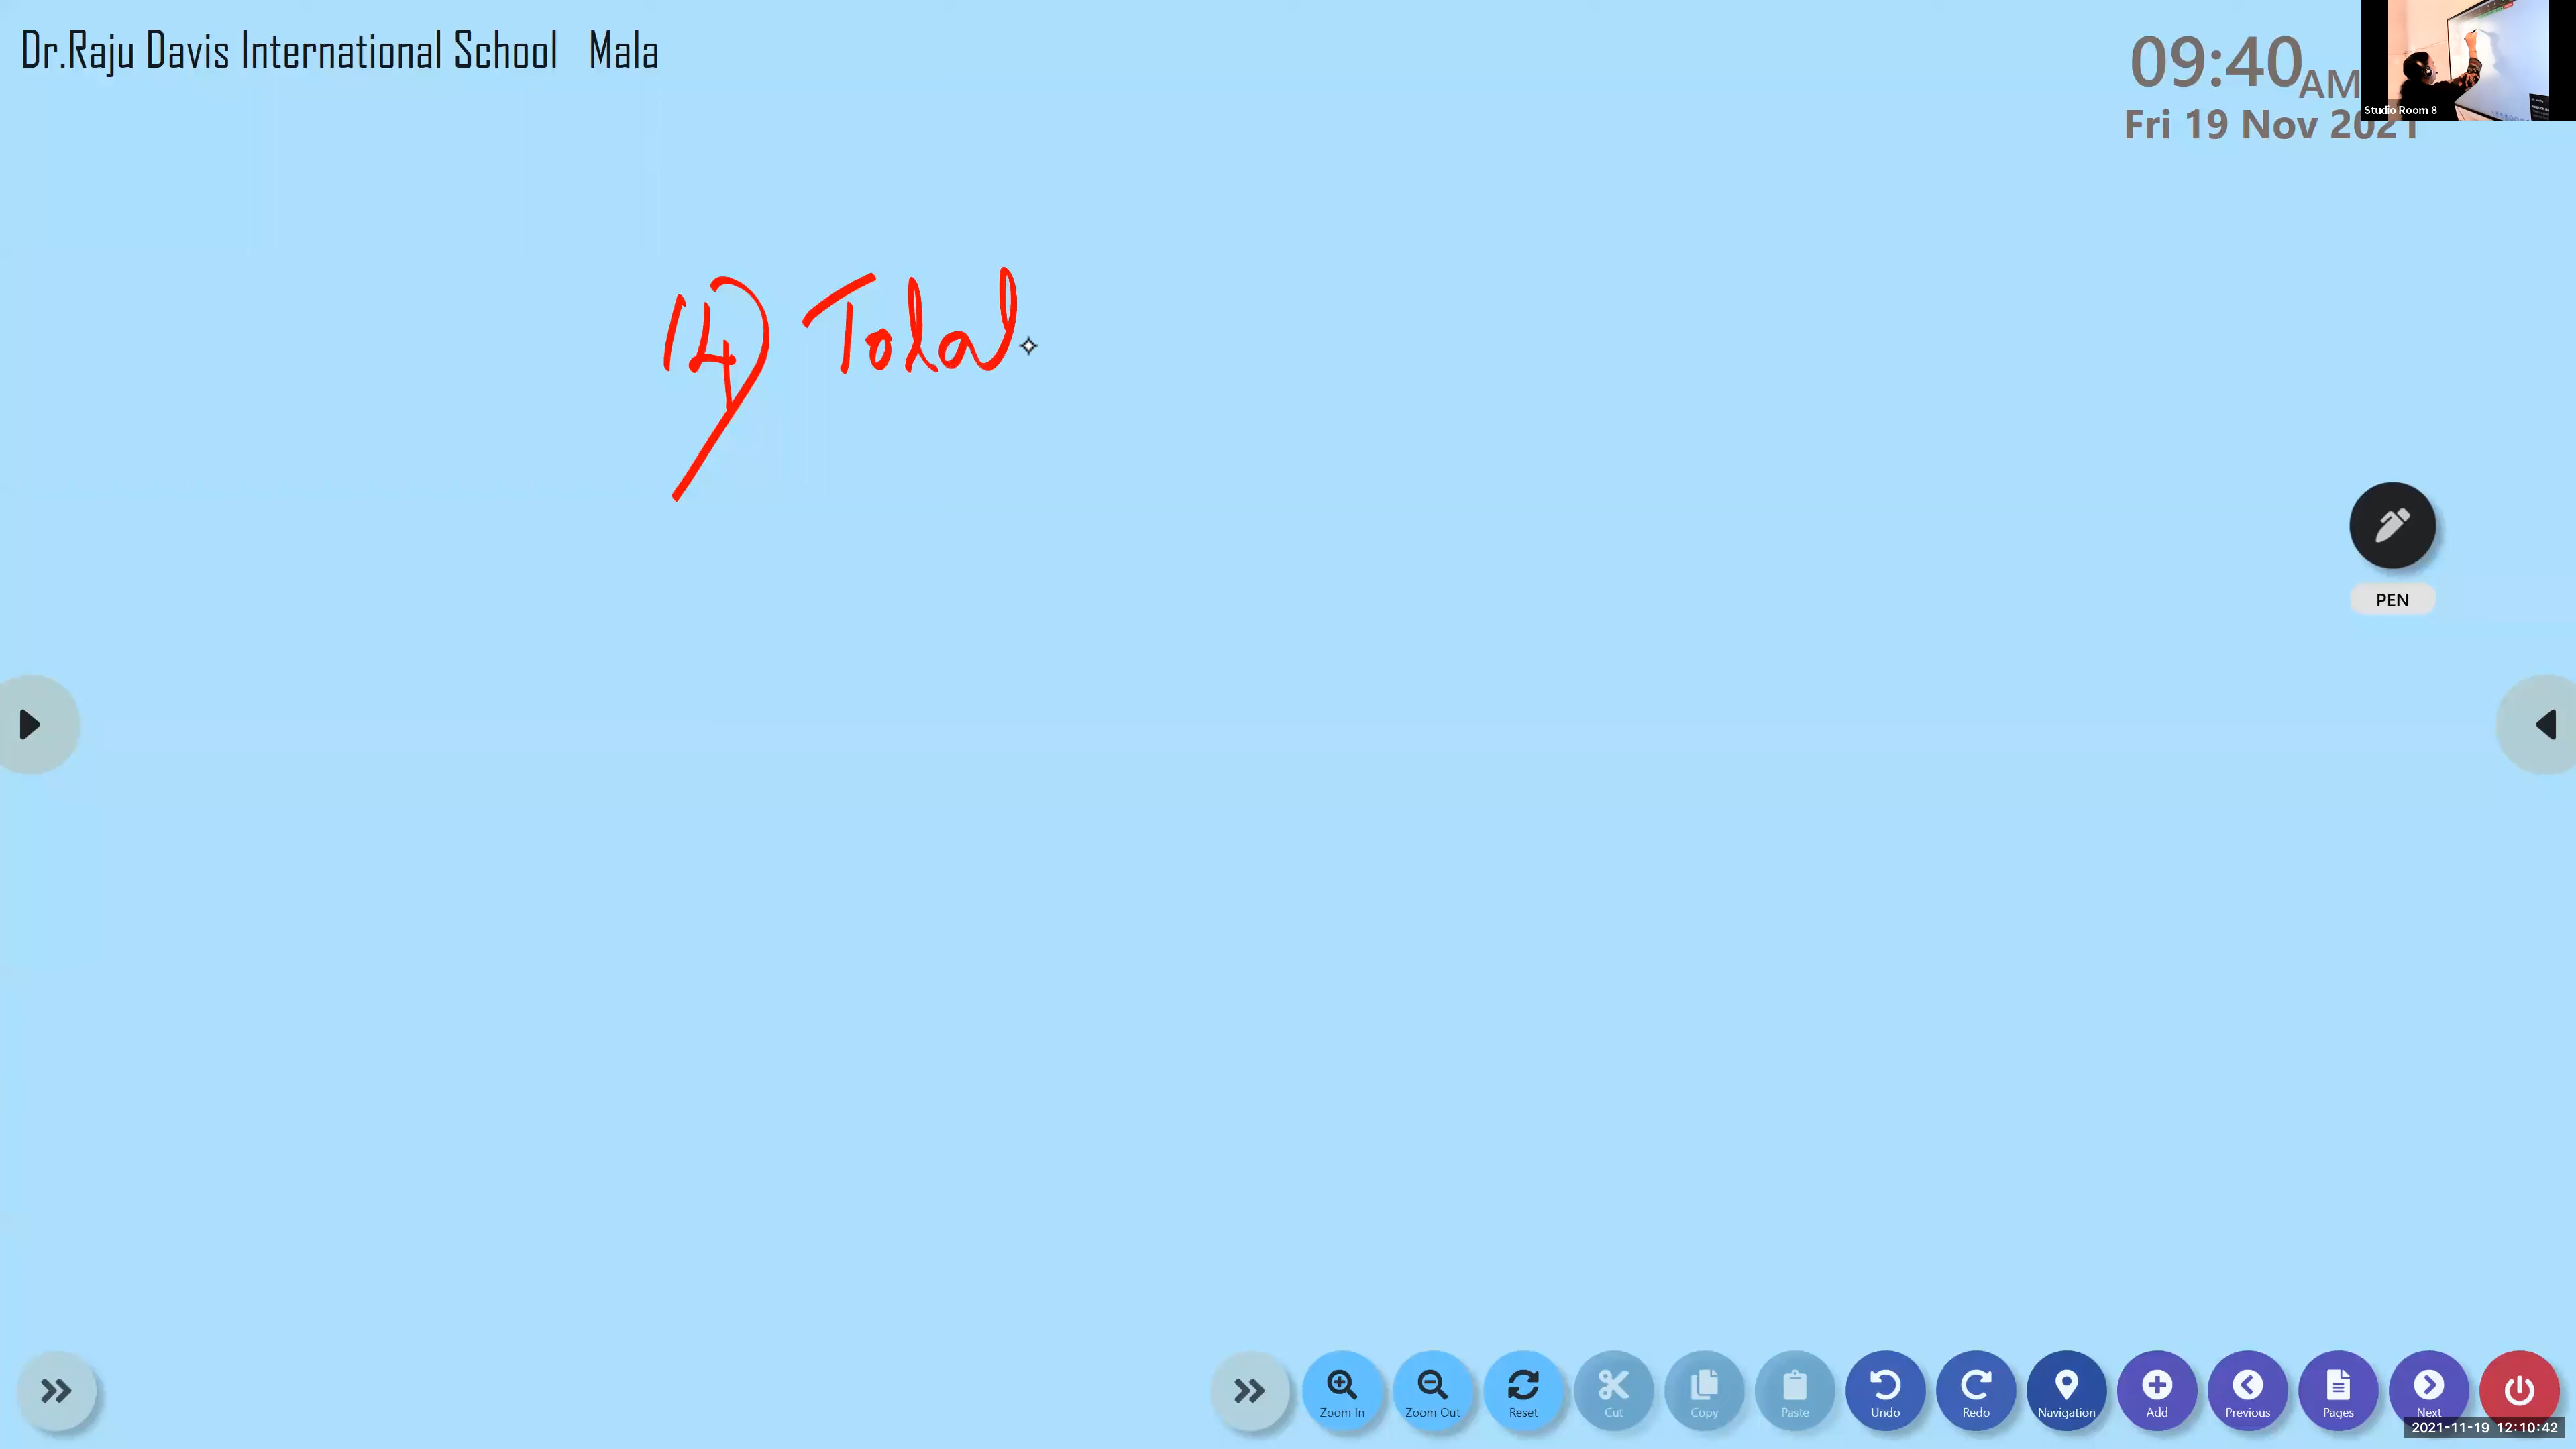 Dr.Raju Davis International School Mala
09:40 AM
Fri 19 Nov 2021
Studio Room 8
14) Total
PEN
Zoom In
Zoom Out
Reset
Cut
Copy
Paste
Undo
Redo
Navigation
Add
Previous
Pages
Next
2021-11-19 12:10:42